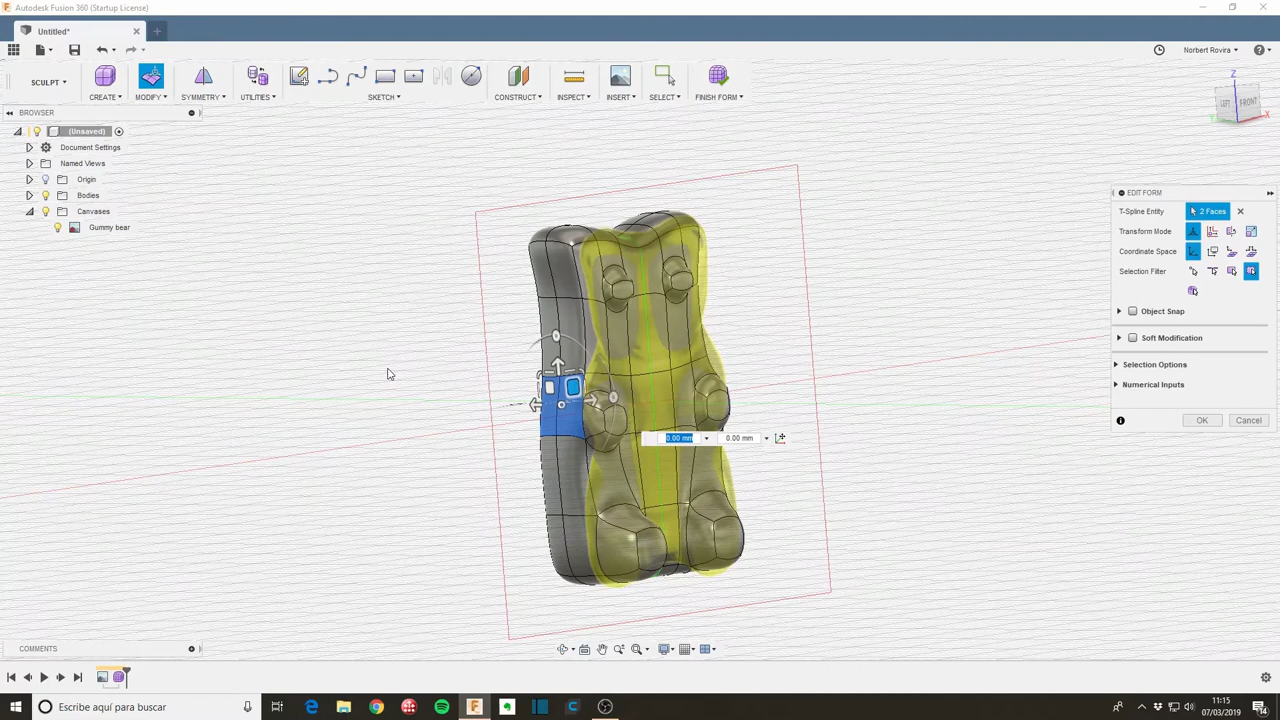 Autodesk Fusion 360 (Startup License)
Untitled*
Norbert Rovira
SCULPT
CREATE
MODIFY
SYMMETRY
UTILITIES
SKETCH
CONSTRUCT
INSPECT
INSERT
SELECT
FINISH FORM
BROWSER
(Unsaved)
Document Settings
Named Views
Origin
Bodies
Canvases
Gummy bear
Z
LEFT
FRONT
Y
X
EDIT FORM
T-Spline Entity
2 Faces
Transform Mode
Coordinate Space
Selection Filter
Object Snap
Soft Modification
Selection Options
Numerical Inputs
OK
Cancel
0.00 mm
0.00 mm
COMMENTS
Escribe aquí para buscar
11:15
07/03/2019
14